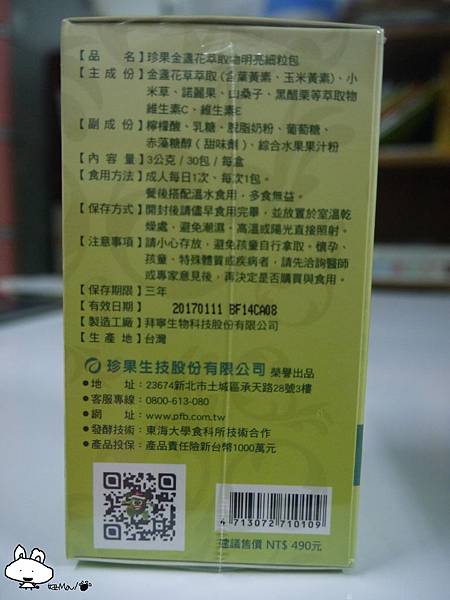 【品　　名】珍果金盞花萃取物明亮細粒包
【主 成 份】金盞花草萃取（含葉黃素、玉米黃素）、小
米草、諾麗果、山桑子、黑醋栗等萃取物
維生素C、維生素E
【副 成 份】檸檬酸、乳糖、脫脂奶粉、葡萄糖、
赤藻糖醇（甜味劑）、綜合水果果汁粉
【內 容 量】3公克／30包／每盒
【食用方法】成人每日1次、每次1包。
餐後搭配溫水食用，多食無益。
【保存方式】開封後請儘早食用完畢，並放置於室溫乾
燥處、避免潮濕、高溫或陽光直接照射。
【注意事項】請小心存放，避免孩童自行拿取、懷孕、
孩童、特殊體質或疾病者，請先洽詢醫師
或專家意見後，再決定是否購買與食用。
【保存期限】三年
【有效日期】 20170111 BF14CA08
【製造工廠】拜寧生物科技股份有限公司
【生 產 地】台灣
珍果生技股份有限公司 榮譽出品
●地　　址：23674新北市土城區承天路28號3樓
●客服專線：0800-613-080
●網　　址：www.pfb.com.tw
●發酵技術：東海大學食科所技術合作
●產品投保：產品責任險新台幣1000萬元
4 713072 710109
建議售價 NT$ 490元